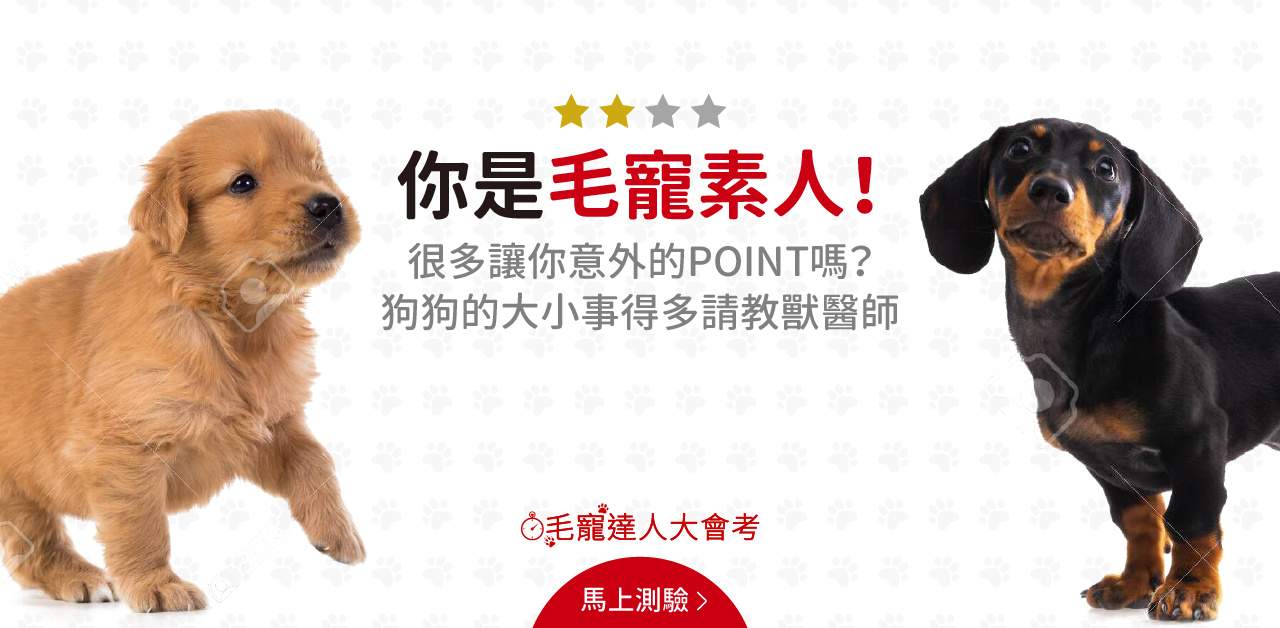 你是毛寵素人!
很多讓你意外的POINT嗎?
狗狗的大小事得多請教獸醫師
毛寵達人大會考
馬上測驗